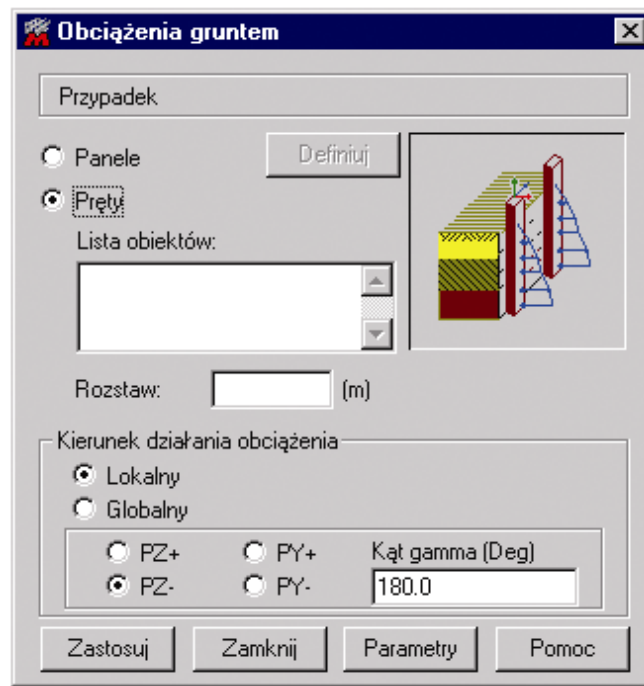 Obciążenia gruntem
Przypadek
Panele
Definiuj
Pręty
Lista obiektów:
Rozstaw: (m)
Kierunek działania obciążenia
Lokalny
Globalny
PZ+ PY+ Kąt gamma (Deg)
PZ- PY- 180.0
Zastosuj Zamknij Parametry Pomoc